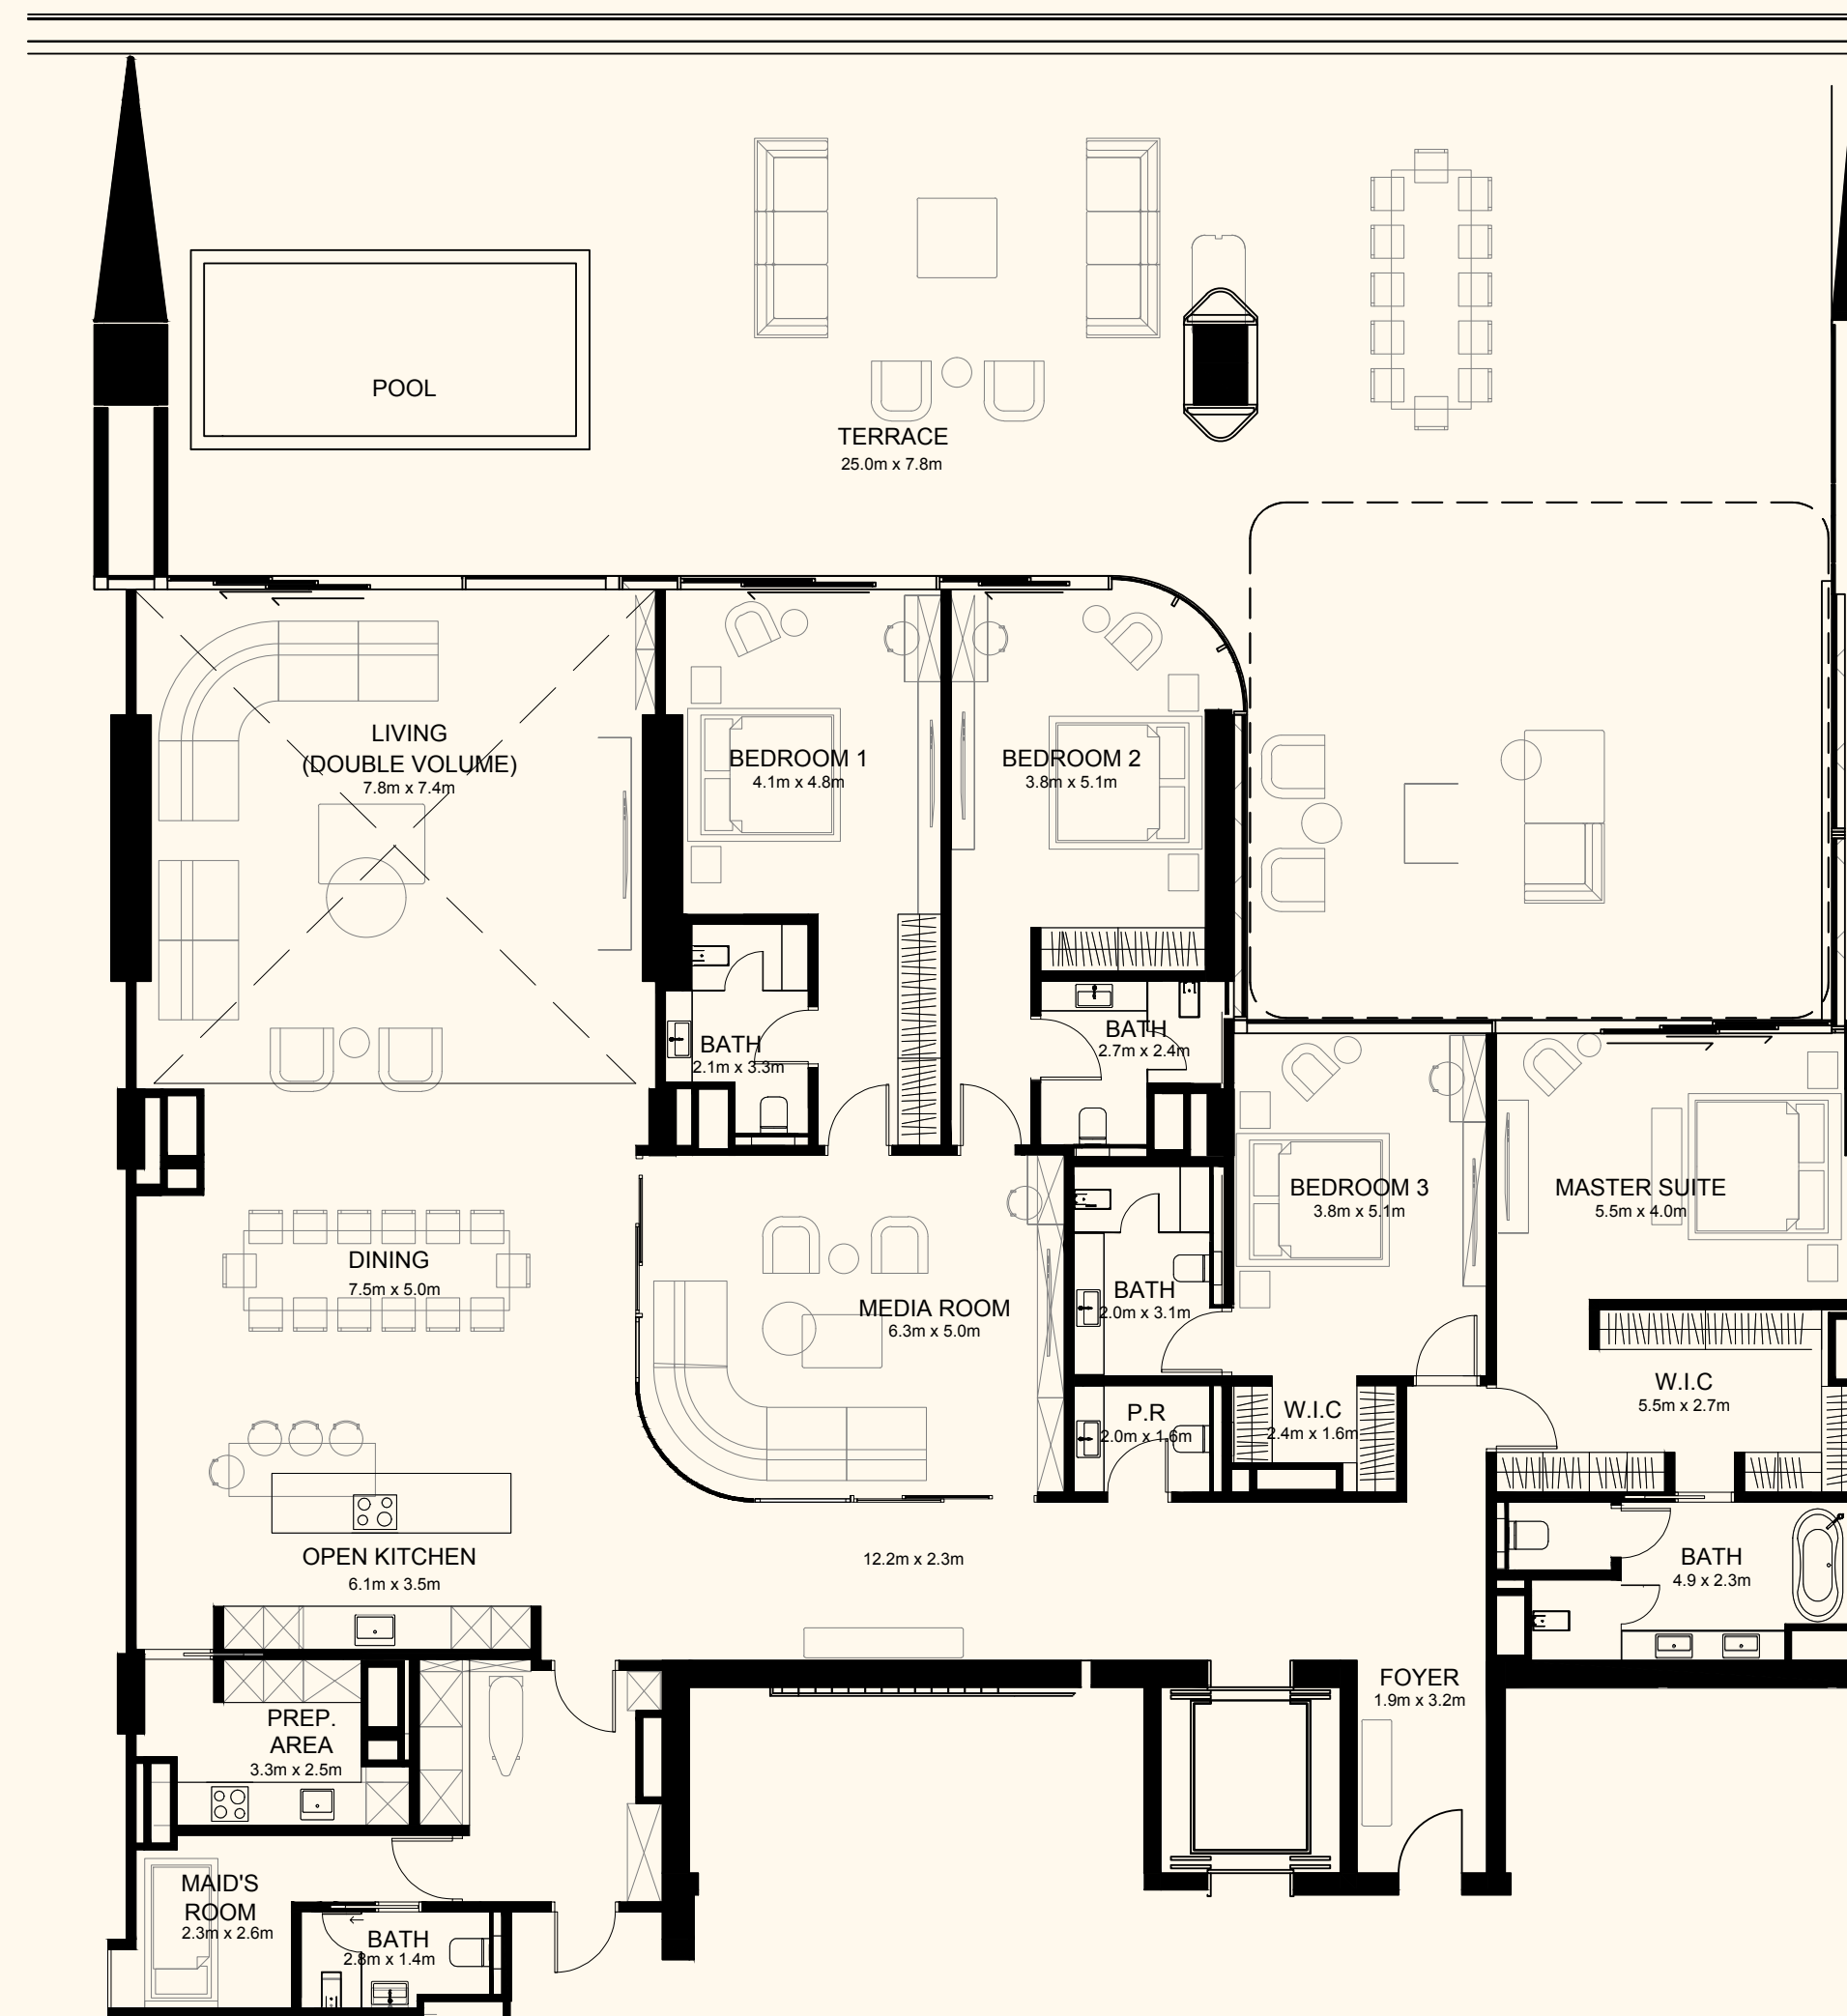 POOL
TERRACE
25.0m x 7.8m
LIVING
(DOUBLE VOLUME)
7.8m x 7.4m
BEDROOM 1
4.1m x 4.8m
BEDROOM 2
3.8m x 5.1m
BATH
2.1m x 3.3m
BATH
2.7m x 2.4m
BEDROOM 3
3.8m x 5.1m
MASTER SUITE
5.5m x 4.0m
DINING
7.5m x 5.0m
MEDIA ROOM
6.3m x 5.0m
BATH
2.0m x 3.1m
P.R
2.0m x 1.6m
W.I.C
2.4m x 1.6m
W.I.C
5.5m x 2.7m
OPEN KITCHEN
6.1m x 3.5m
12.2m x 2.3m
BATH
4.9 x 2.3m
FOYER
1.9m x 3.2m
PREP.
AREA
3.3m x 2.5m
MAID'S
ROOM
2.3m x 2.6m
BATH
2.8m x 1.4m